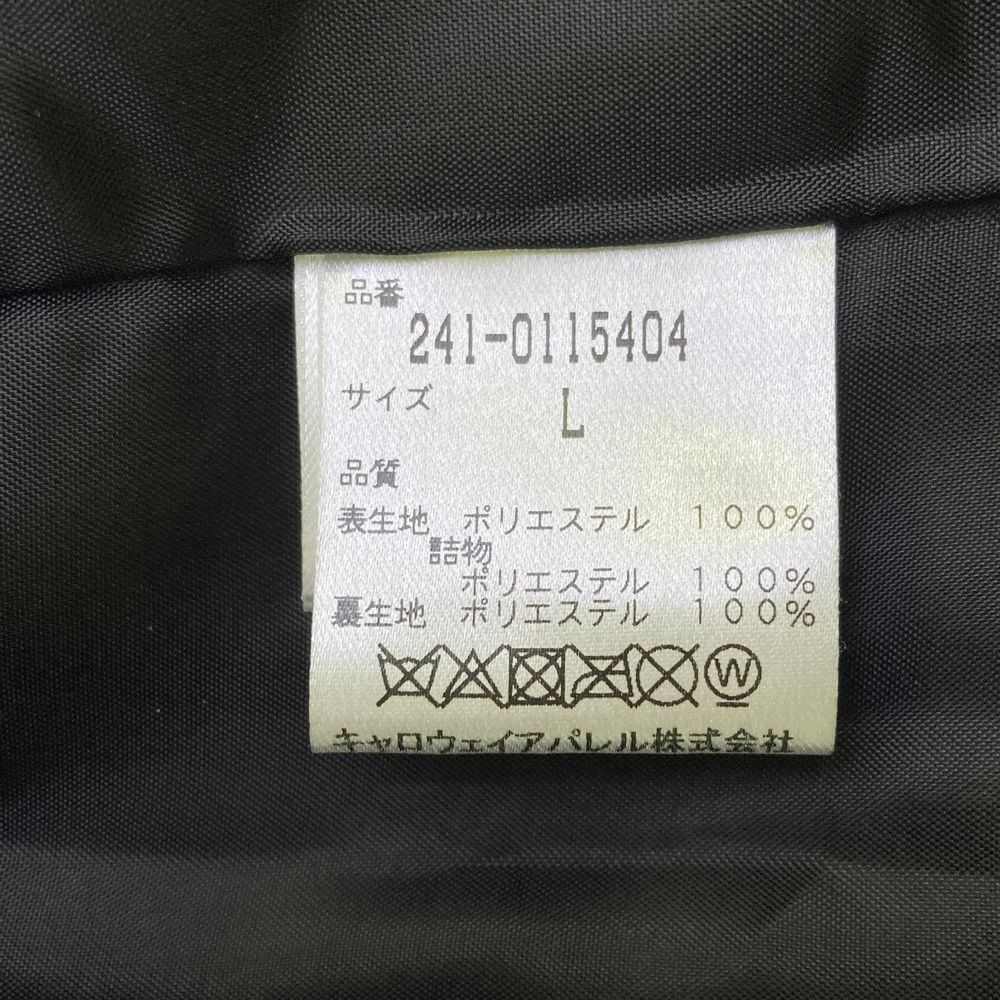 品番
241-0115404
サイズ L
品質
表生地 ポリエステル 100%
詰物
ポリエステル 100%
裏生地 ポリエステル 100%
W
キャロウェイアパレル株式会社